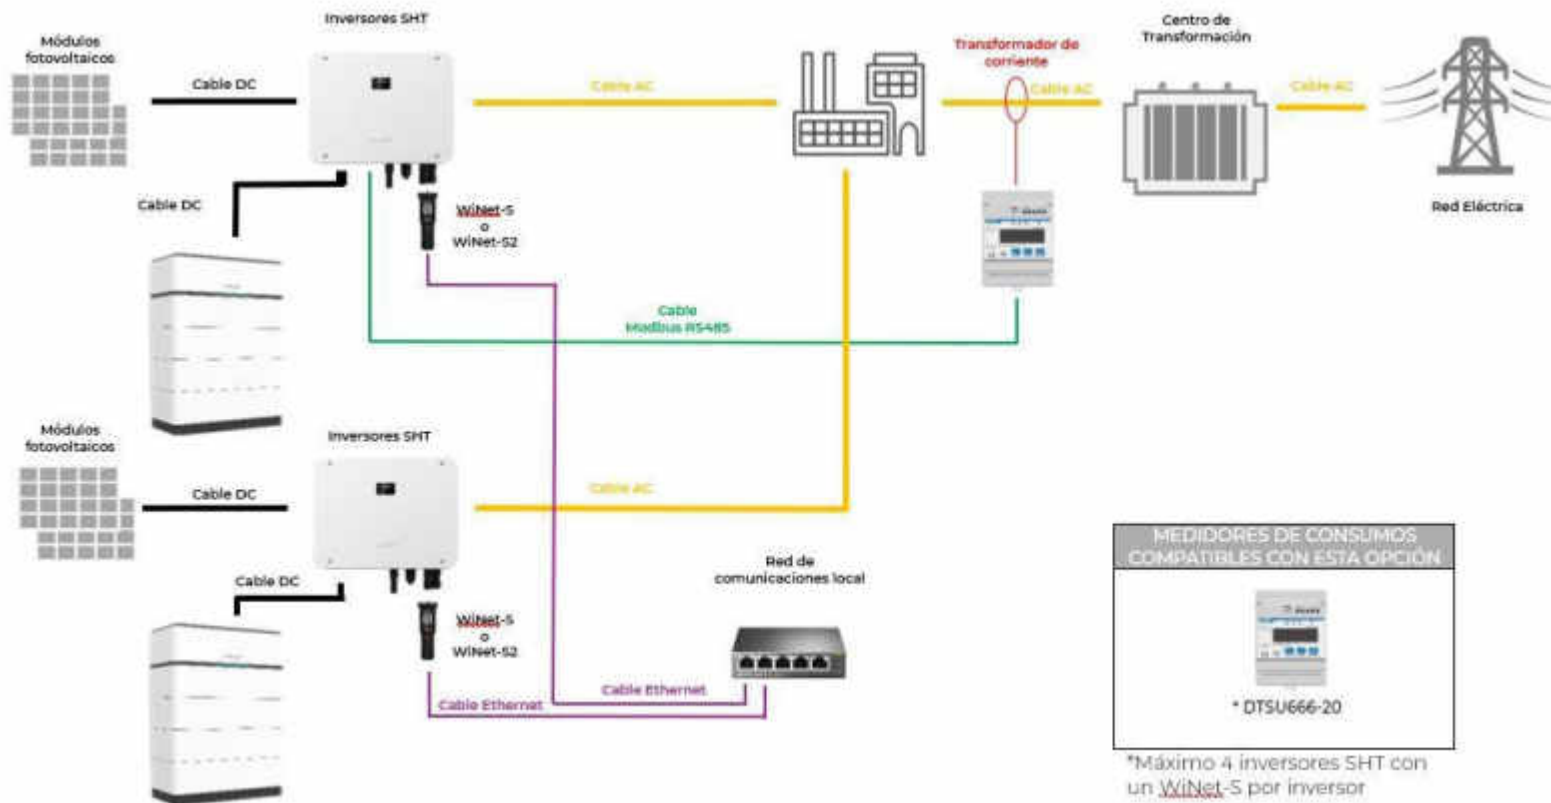 Inversores SHT
Centro de
Transformación
Módulos
fotovoltaicos
Transformador de
corriente
Cable DC
Cable AC
Cable AC
Cable AC
Cable DC
WiNet-S
o
WiNet-S2
Red Eléctrica
Cable
Modbus RS485
Módulos
fotovoltaicos
Inversores SHT
Cable DC
Cable AC
MEDIDORES DE CONSUMOS
COMPATIBLES CON ESTA OPCIÓN
Red de
comunicaciones local
Cable DC
WiNet-S
o
WiNet-S2
Cable Ethernet
Cable Ethernet
* DTSU666-20
*Máximo 4 inversores SHT con
un WiNet-S por inversor